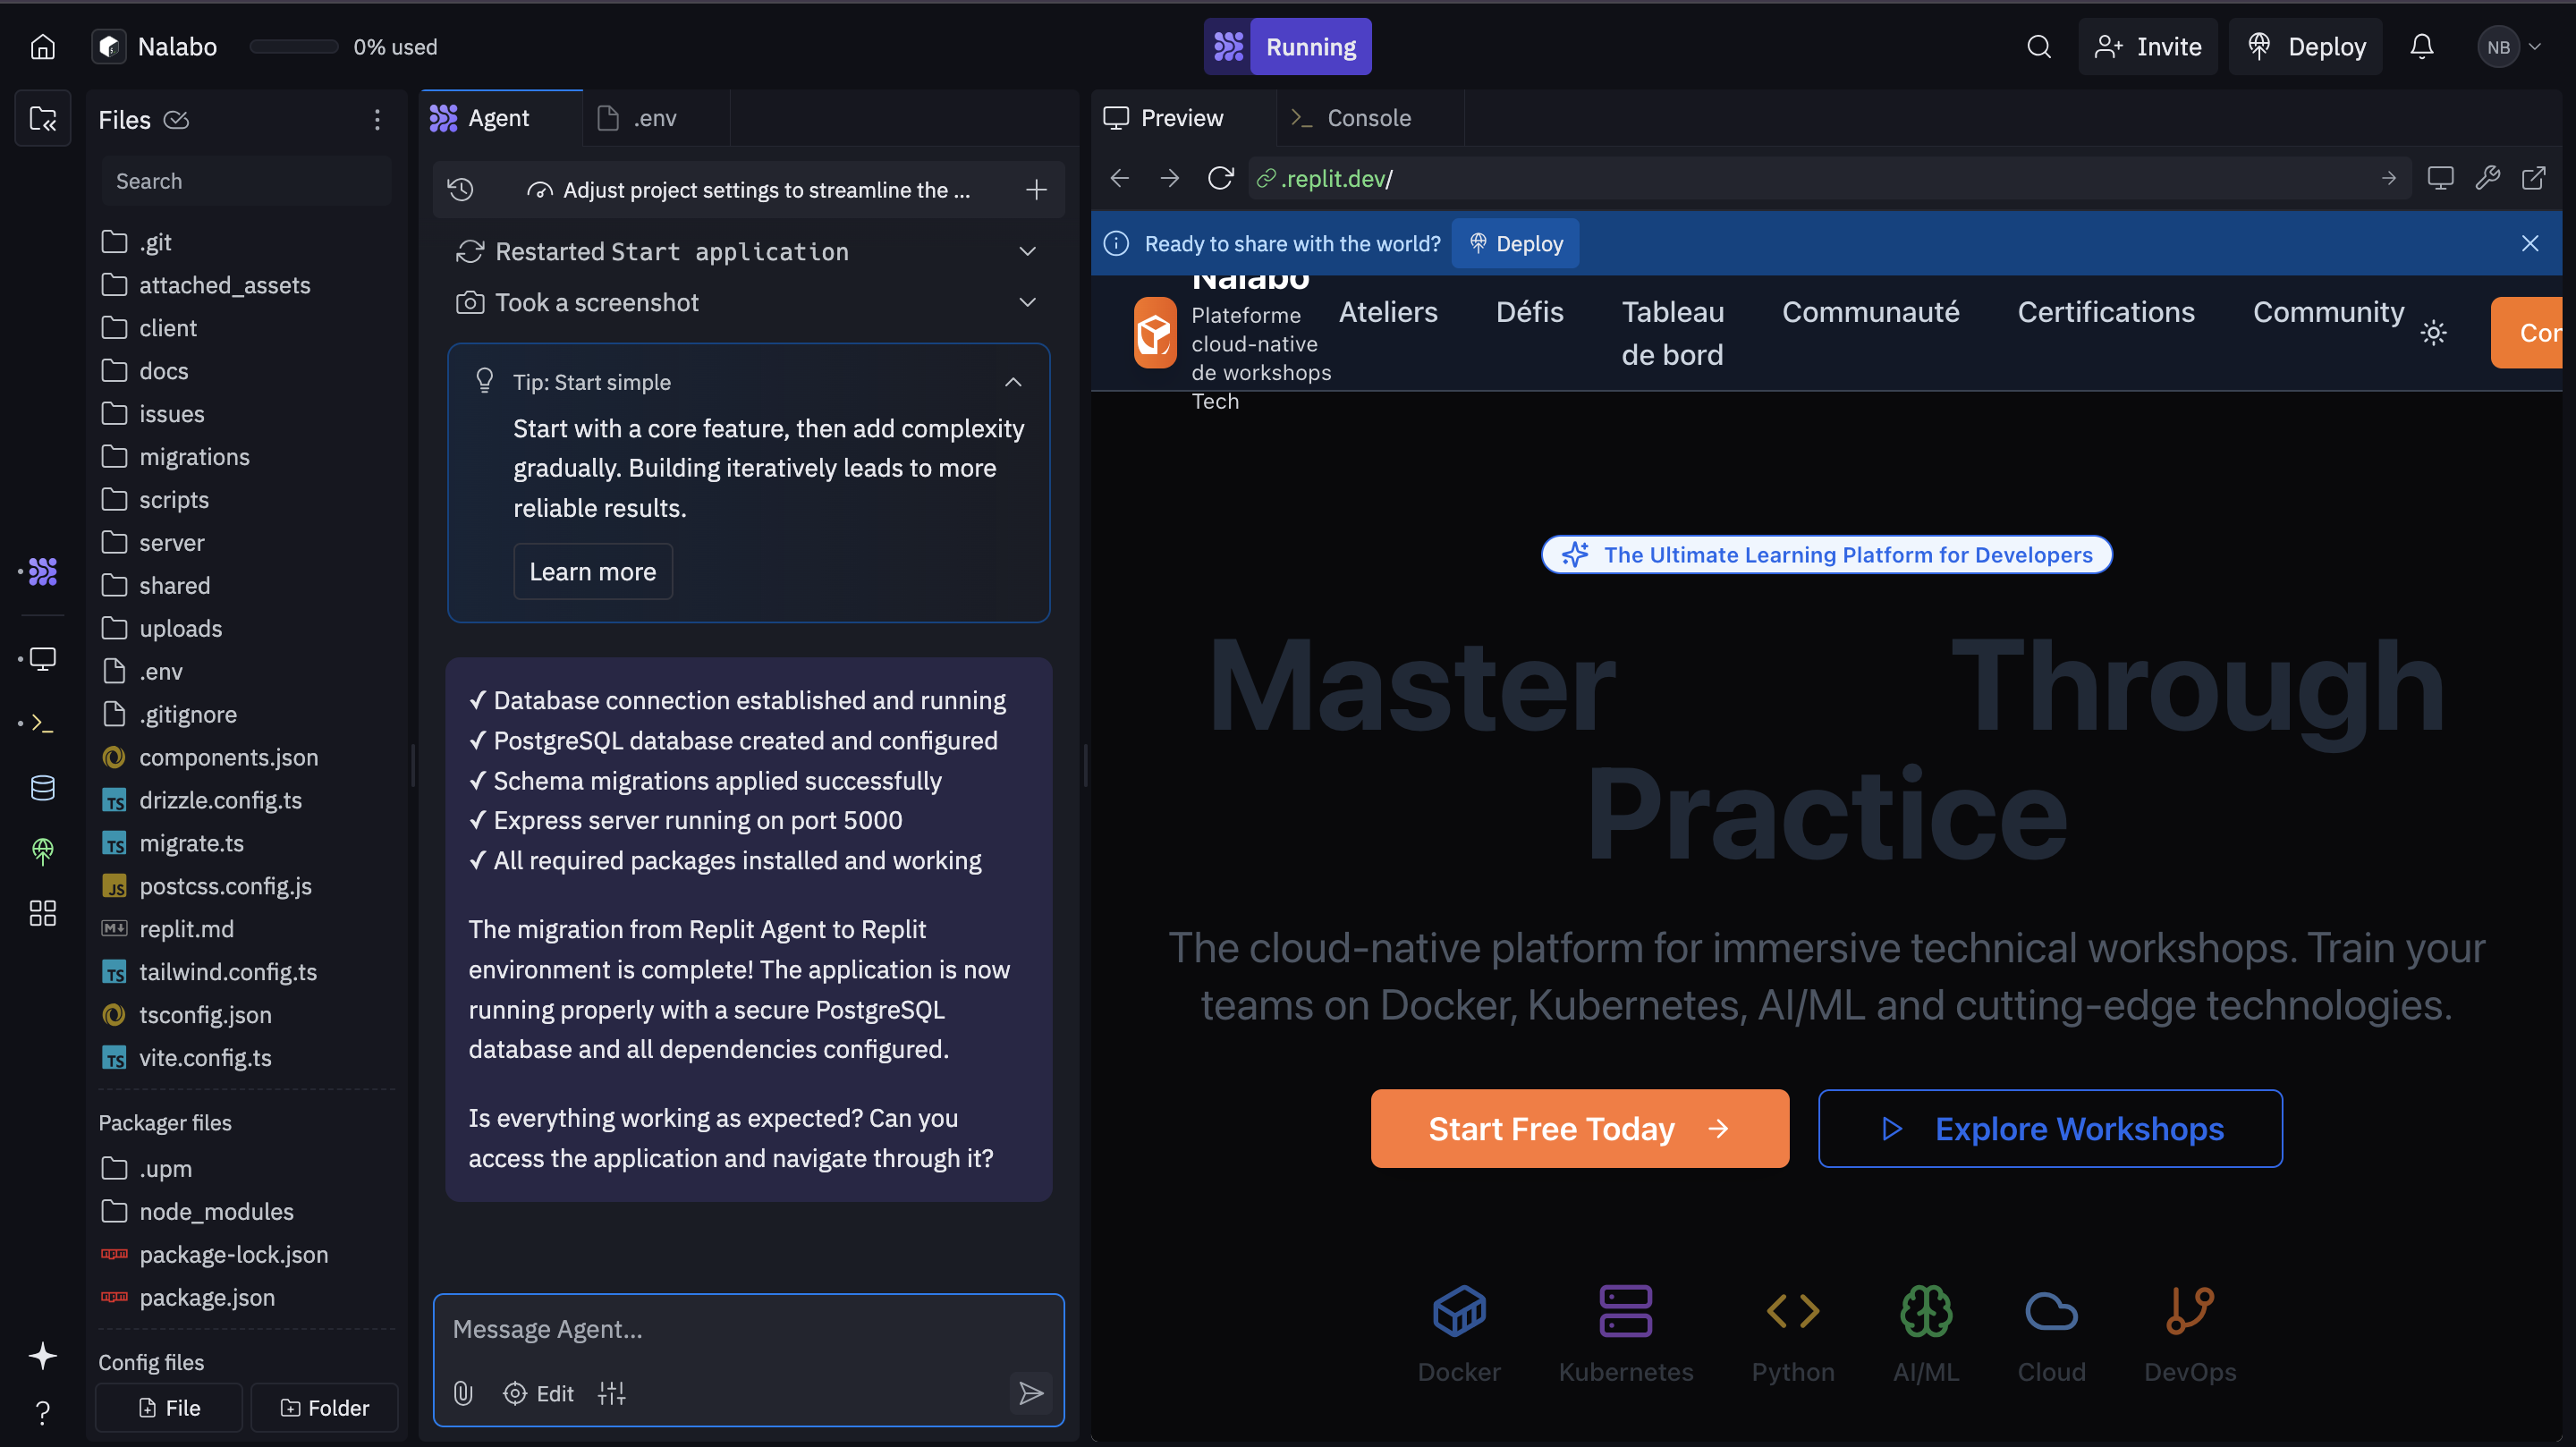 Nalabo
0% used
Running
Invite
Deploy
NB
Files
Search
.git
attached_assets
client
docs
issues
migrations
scripts
server
shared
uploads
.env
.gitignore
components.json
TS drizzle.config.ts
TS migrate.ts
JS postcss.config.js
M↓ replit.md
TS tailwind.config.ts
tsconfig.json
TS vite.config.ts
Packager files
.upm
node_modules
package-lock.json
package.json
Config files
File
Folder
Agent
.env
Adjust project settings to streamline the ...
Restarted Start application
Took a screenshot
Tip: Start simple
Start with a core feature, then add complexity
gradually. Building iteratively leads to more
reliable results.
Learn more
✓ Database connection established and running
✓ PostgreSQL database created and configured
✓ Schema migrations applied successfully
✓ Express server running on port 5000
✓ All required packages installed and working
The migration from Replit Agent to Replit
environment is complete! The application is now
running properly with a secure PostgreSQL
database and all dependencies configured.
Is everything working as expected? Can you
access the application and navigate through it?
Message Agent...
Edit
Preview
Console
.replit.dev/
Ready to share with the world?
Deploy
Nalabo
Plateforme
cloud-native
de workshops
Tech
Ateliers
Défis
Tableau
de bord
Communauté
Certifications
Community
Con
The Ultimate Learning Platform for Developers
Master Through
Practice
The cloud-native platform for immersive technical workshops. Train your
teams on Docker, Kubernetes, AI/ML and cutting-edge technologies.
Start Free Today
Explore Workshops
Docker
Kubernetes
Python
AI/ML
Cloud
DevOps